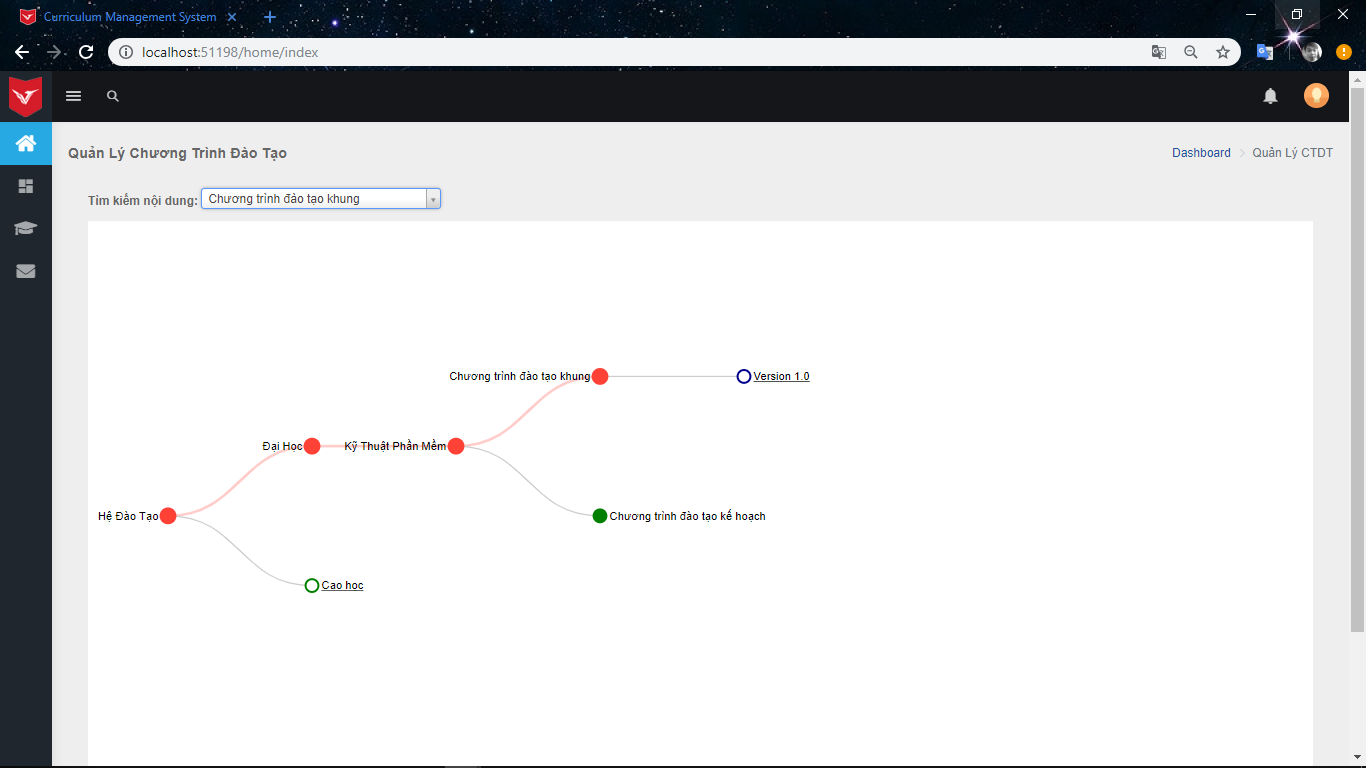 Curriculum Management System
localhost:51198/home/index
Quản Lý Chương Trình Đào Tạo
Dashboard > Quản Lý CTDT
Tìm kiếm nội dung: Chương trình đào tạo khung
Chương trình đào tạo khung
Version 1.0
Đại Học
Kỹ Thuật Phần Mềm
Hệ Đào Tạo
Chương trình đào tạo kế hoạch
Cao học